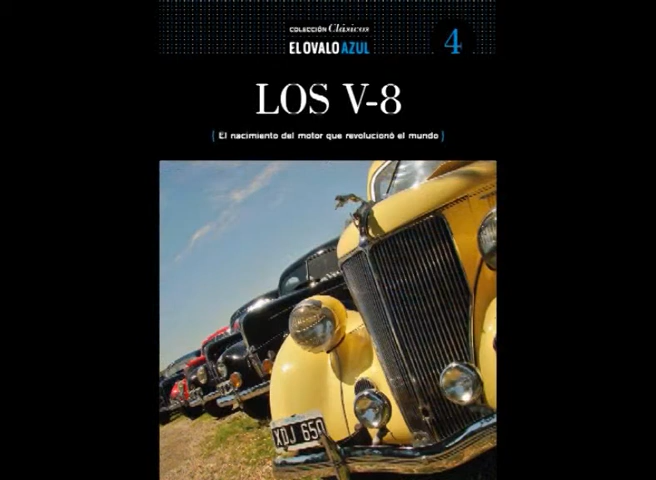 COLECCIÓN Clásicos
EL OVALO AZUL
4
LOS V-8
( El nacimiento del motor que revolucionó el mundo )
XDJ 650